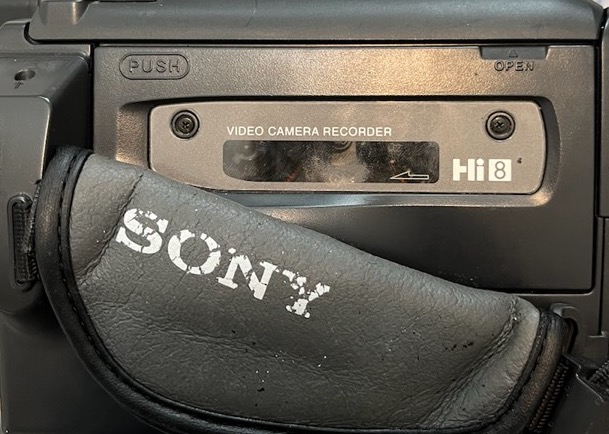 PUSH
OPEN
VIDEO CAMERA RECORDER
Hi8
SONY